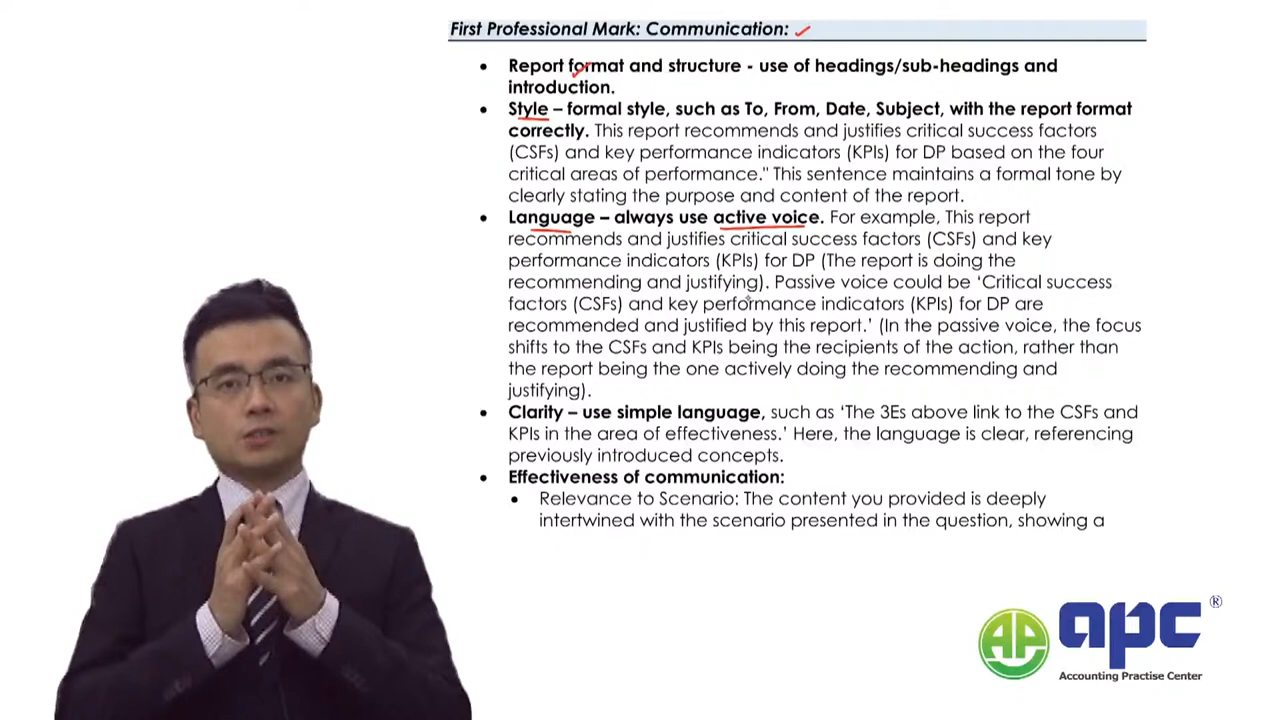 First Professional Mark: Communication:
• Report format and structure - use of headings/sub-headings and
introduction.
• Style – formal style, such as To, From, Date, Subject, with the report format
correctly. This report recommends and justifies critical success factors
(CSFs) and key performance indicators (KPIs) for DP based on the four
critical areas of performance." This sentence maintains a formal tone by
clearly stating the purpose and content of the report.
• Language – always use active voice. For example, This report
recommends and justifies critical success factors (CSFs) and key
performance indicators (KPIs) for DP (The report is doing the
recommending and justifying). Passive voice could be ‘Critical success
factors (CSFs) and key performance indicators (KPIs) for DP are
recommended and justified by this report.’ (In the passive voice, the focus
shifts to the CSFs and KPIs being the recipients of the action, rather than
the report being the one actively doing the recommending and
justifying).
• Clarity – use simple language, such as ‘The 3Es above link to the CSFs and
KPIs in the area of effectiveness.’ Here, the language is clear, referencing
previously introduced concepts.
• Effectiveness of communication:
• Relevance to Scenario: The content you provided is deeply
intertwined with the scenario presented in the question, showing a
AP apc ®
Accounting Practise Center